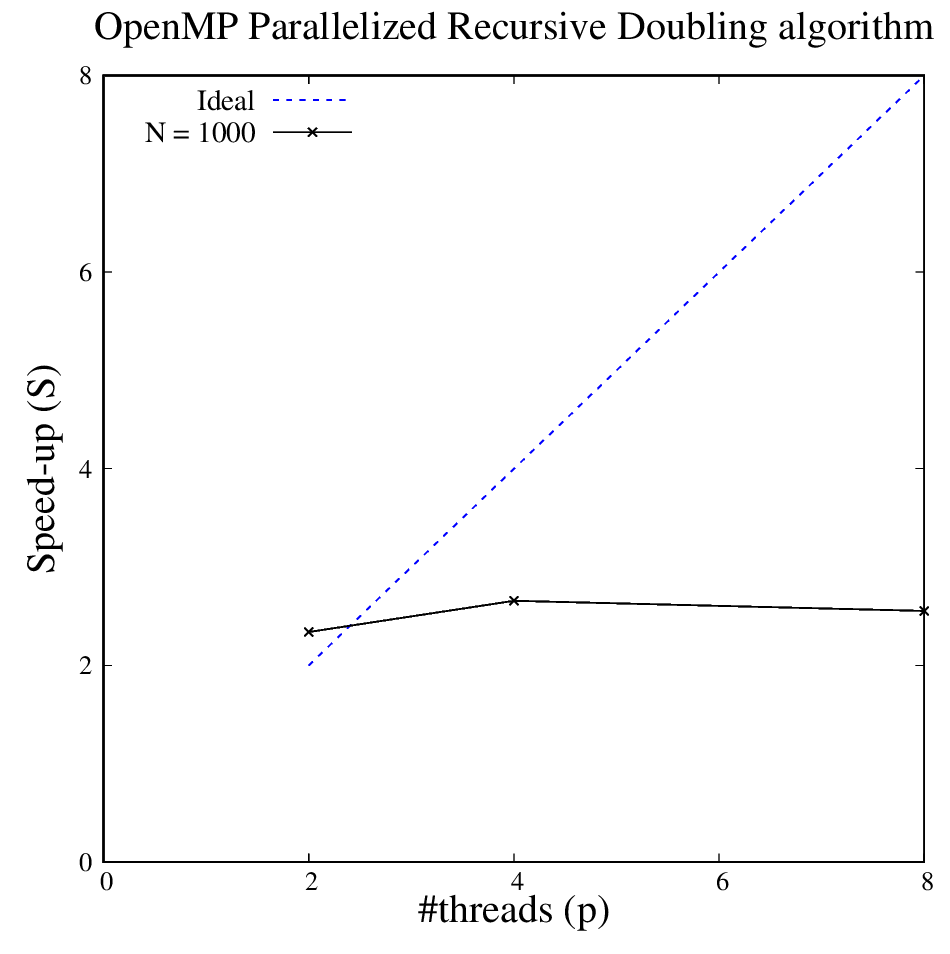 OpenMP Parallelized Recursive Doubling algorithm
8
Ideal
N = 1000
6
4
2
0
Speed-up (S)
0 2 4 6 8
#threads (p)